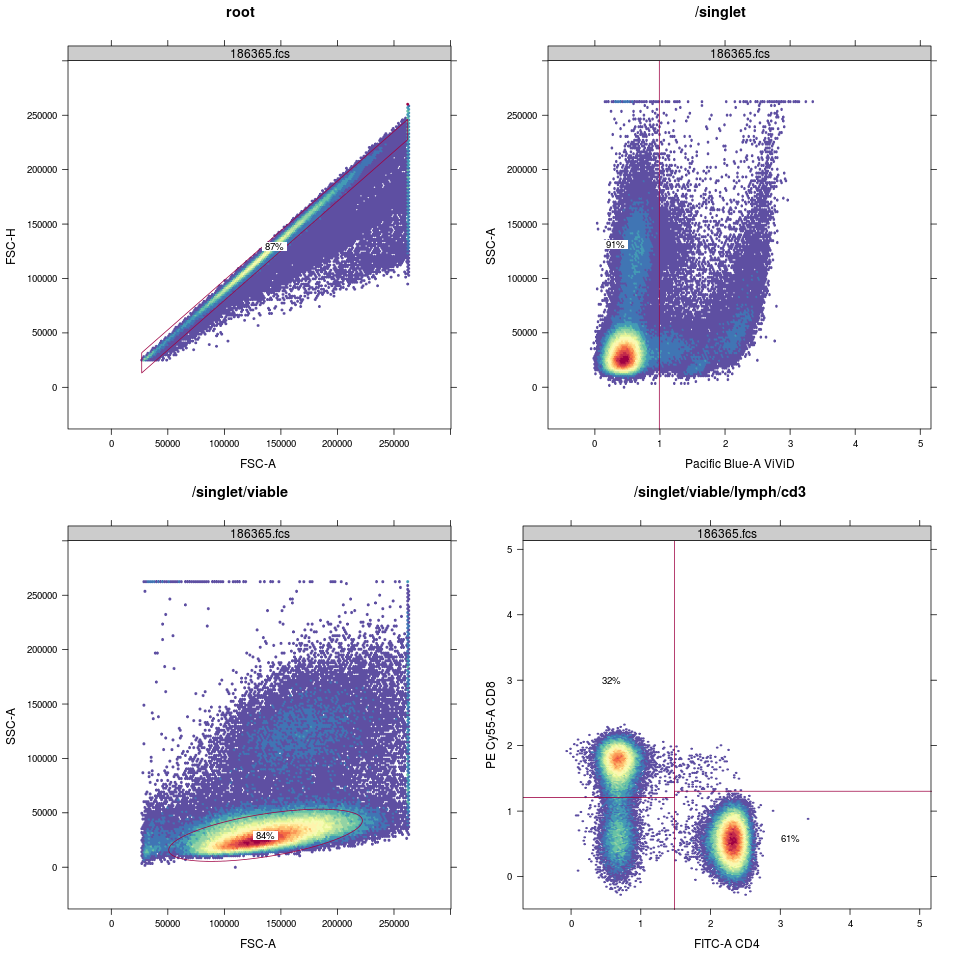 root
186365.fcs
250000
200000
150000
100000
50000
0
87%
FSC-H
0 50000 100000 150000 200000 250000
FSC-A
/singlet
186365.fcs
250000
200000
150000
100000
50000
0
91%
SSC-A
0 1 2 3 4 5
Pacific Blue-A ViViD
/singlet/viable
186365.fcs
250000
200000
150000
100000
50000
0
84%
SSC-A
0 50000 100000 150000 200000 250000
FSC-A
/singlet/viable/lymph/cd3
186365.fcs
5
4
3
2
1
0
32%
61%
PE Cy55-A CD8
0 1 2 3 4 5
FITC-A CD4